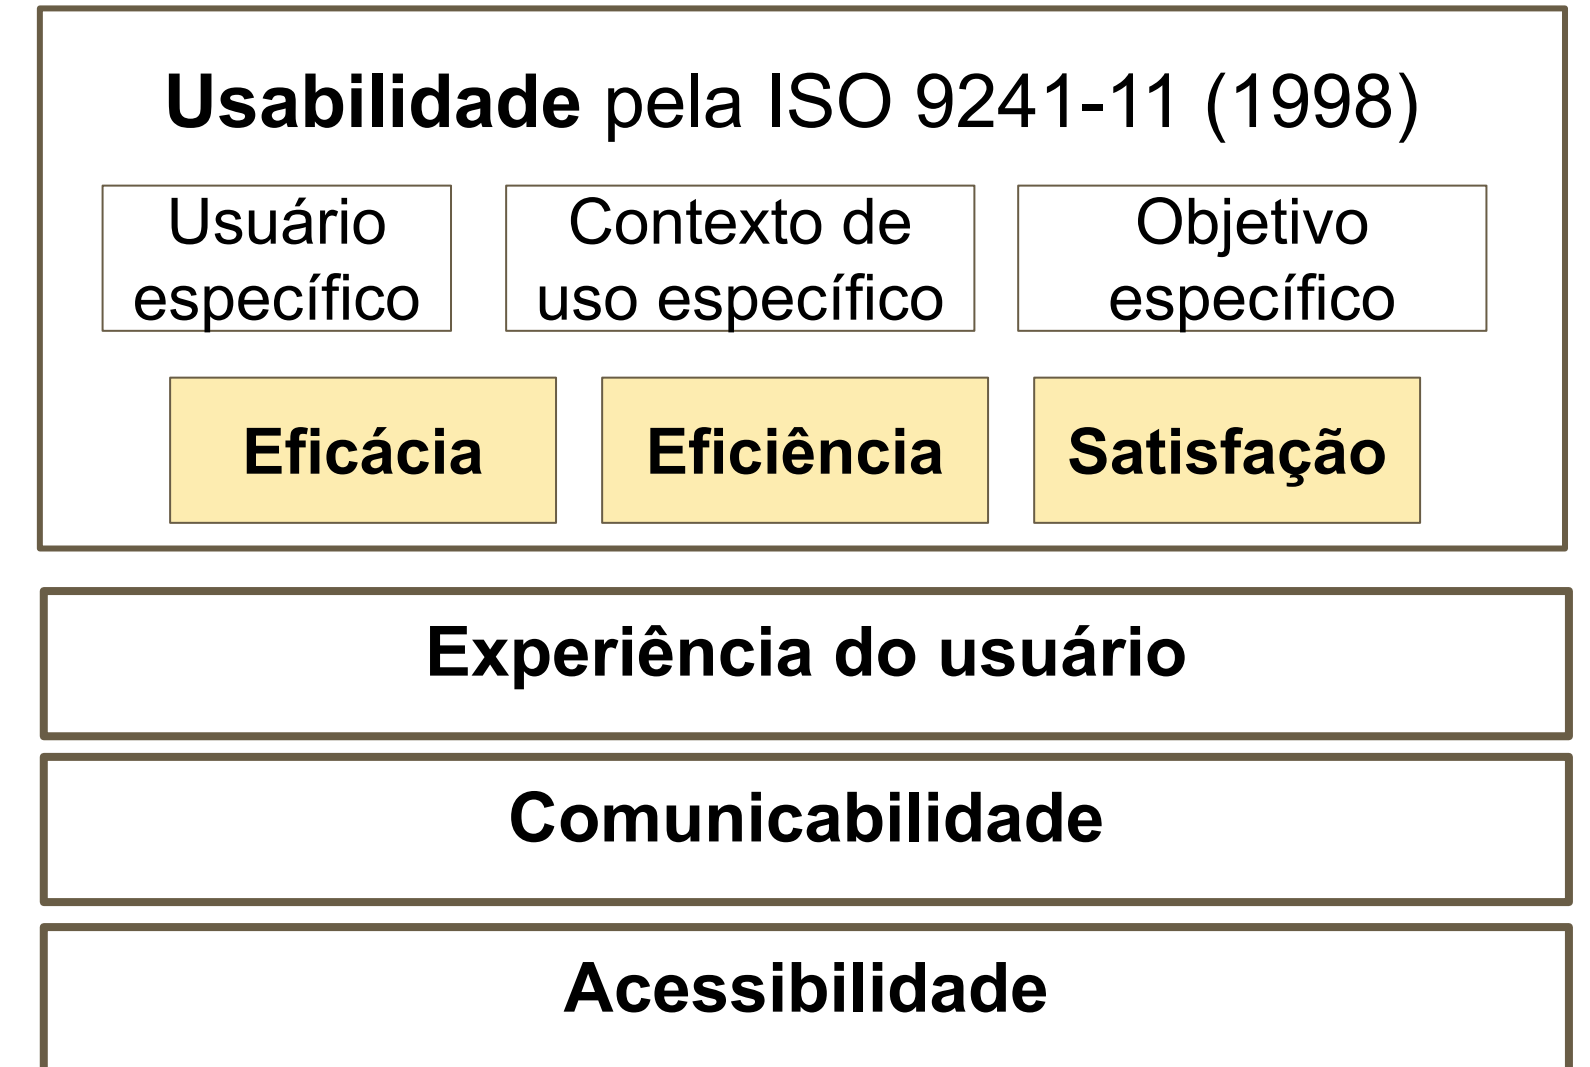 Usabilidade pela ISO 9241-11 (1998)
Usuário
específico
Contexto de
uso específico
Objetivo
específico
Eficácia
Eficiência
Satisfação
Experiência do usuário
Comunicabilidade
Acessibilidade